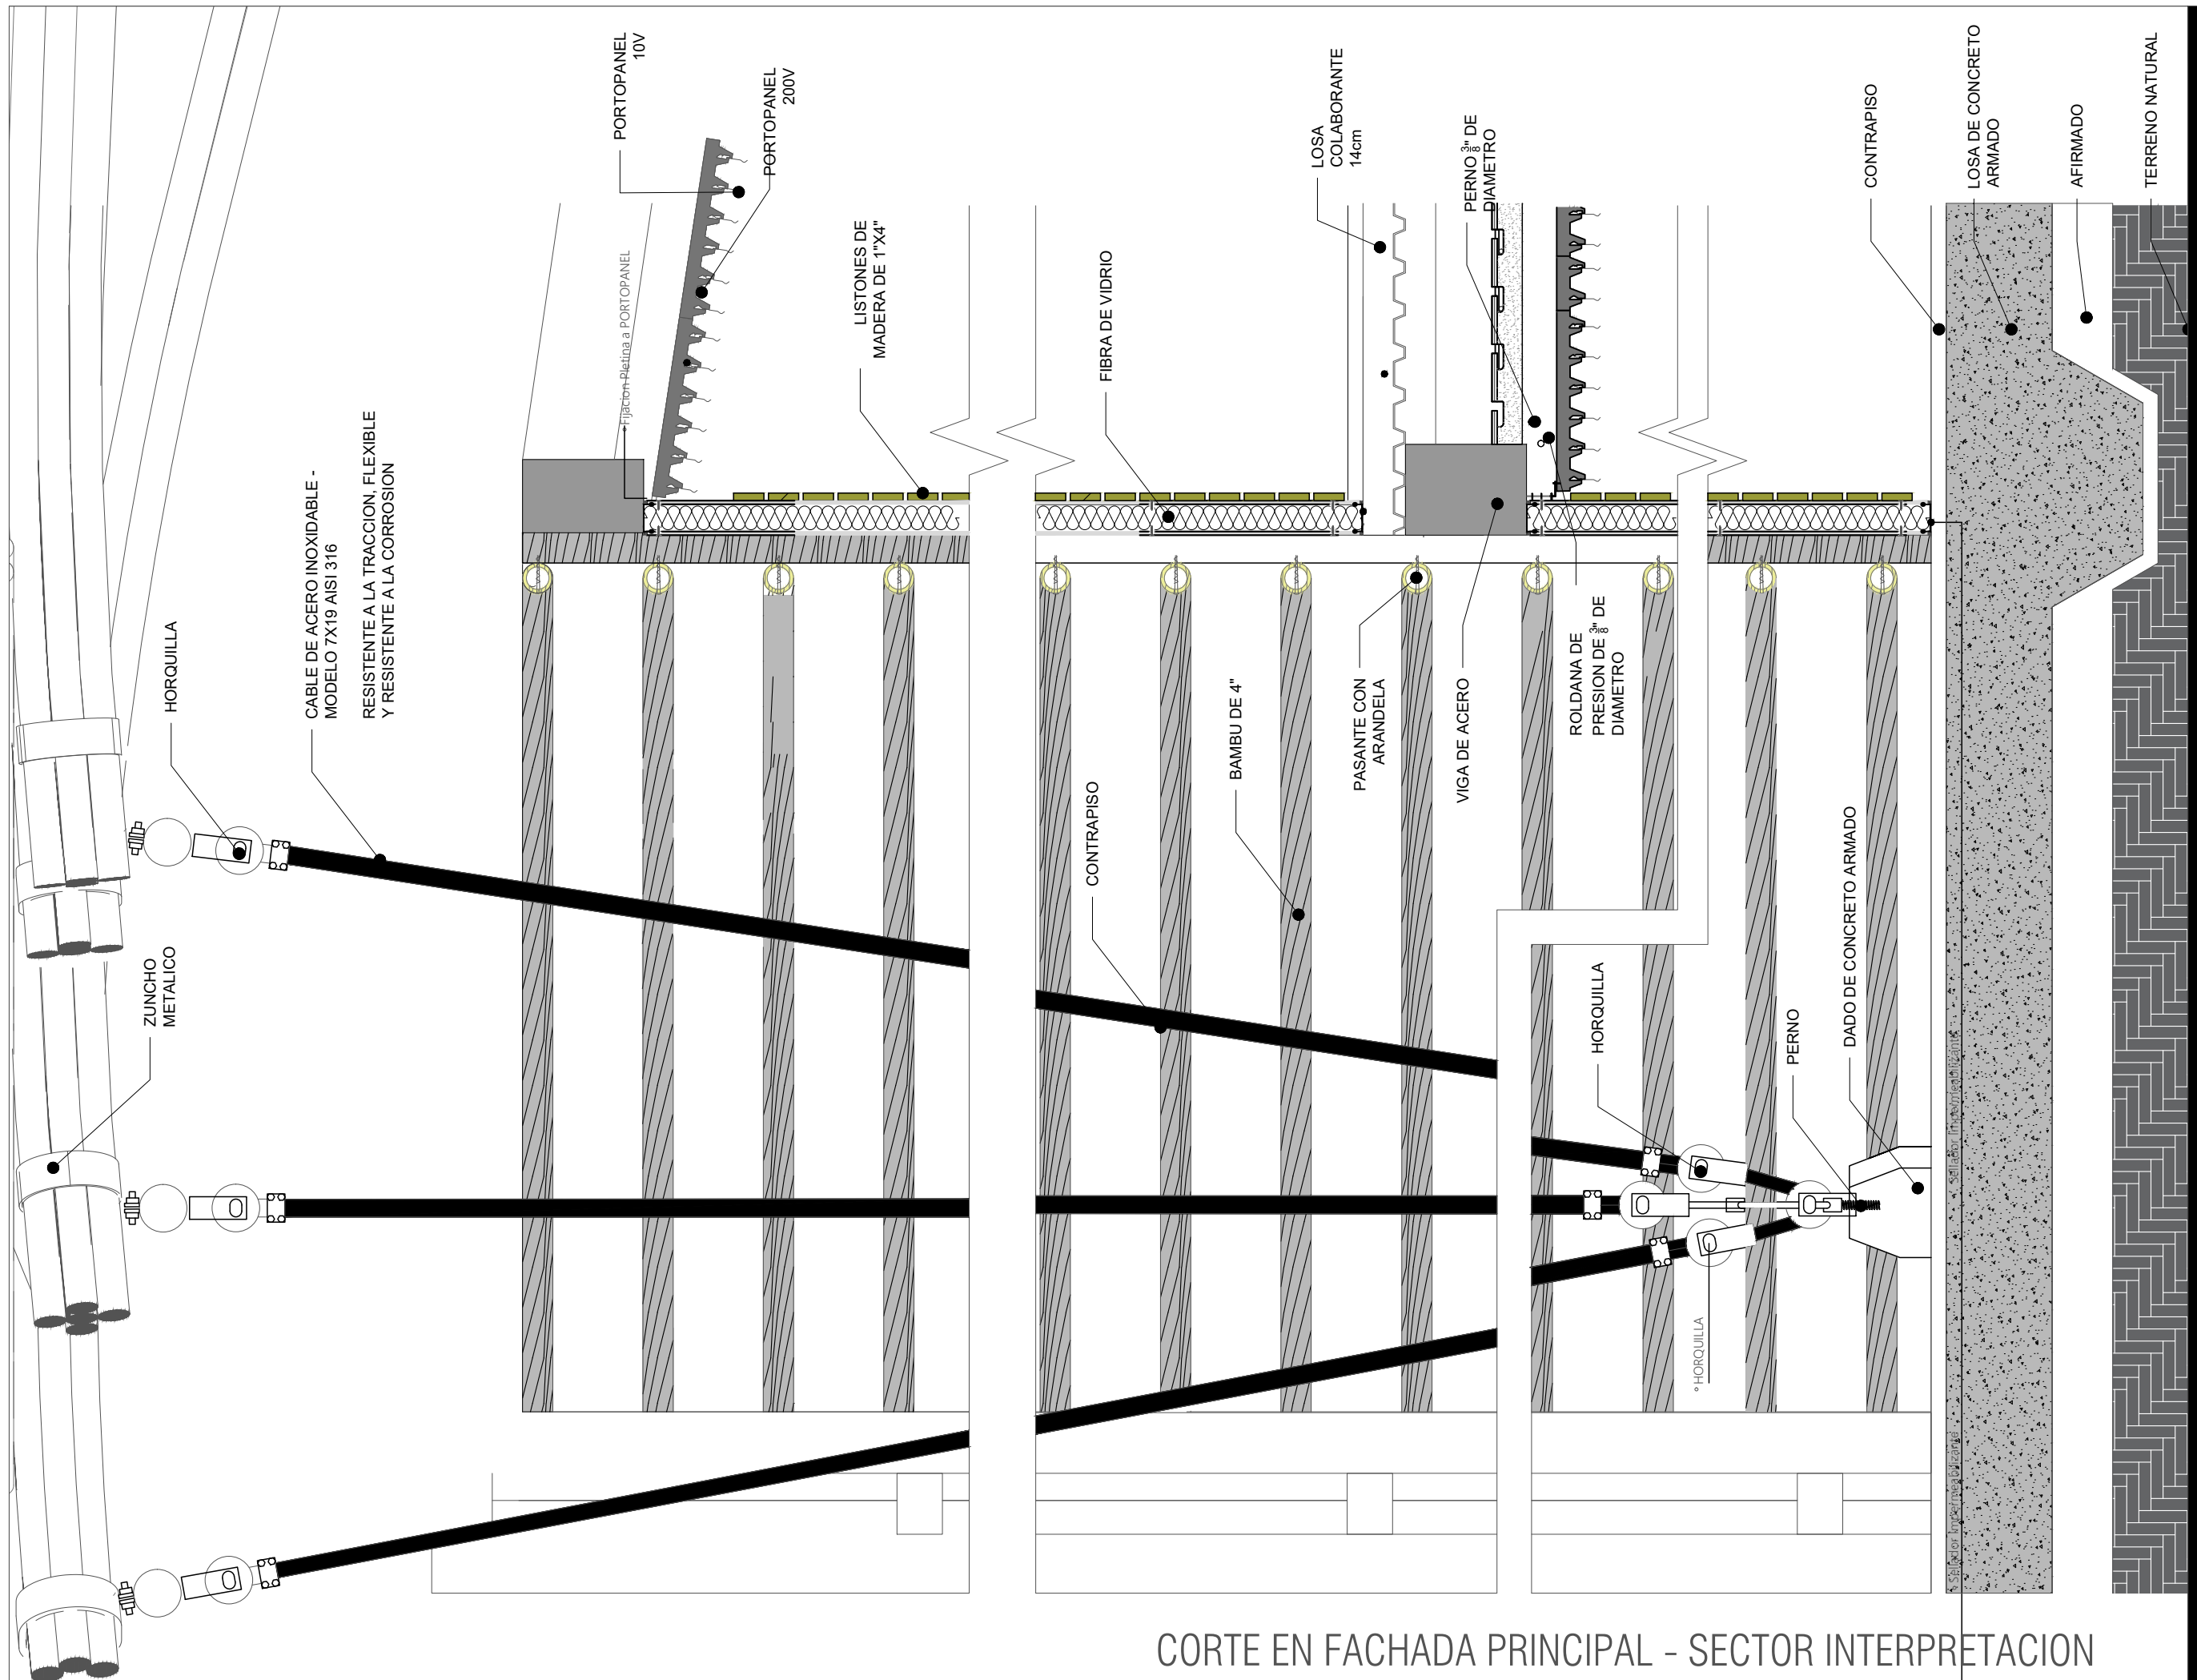 PORTOPANEL
10V
PORTOPANEL
200V
Fijacion Pletina a PORTOPANEL
LISTONES DE
MADERA DE 1"X4"
FIBRA DE VIDRIO
LOSA
COLABORANTE
14cm
PERNO 3/8" DE
DIAMETRO
CONTRAPISO
LOSA DE CONCRETO
ARMADO
AFIRMADO
TERRENO NATURAL
HORQUILLA
CABLE DE ACERO INOXIDABLE -
MODELO 7X19 AISI 316
RESISTENTE A LA TRACCION, FLEXIBLE
Y RESISTENTE A LA CORROSION
ZUNCHO
METALICO
CONTRAPISO
BAMBU DE 4"
PASANTE CON
ARANDELA
VIGA DE ACERO
ROLDANA DE
PRESION DE 3/8" DE
DIAMETRO
HORQUILLA
PERNO
DADO DE CONCRETO ARMADO
HORQUILLA
Sellador Impermeabilizante
Sellador Impermeabilizante
CORTE EN FACHADA PRINCIPAL - SECTOR INTERPRETACION